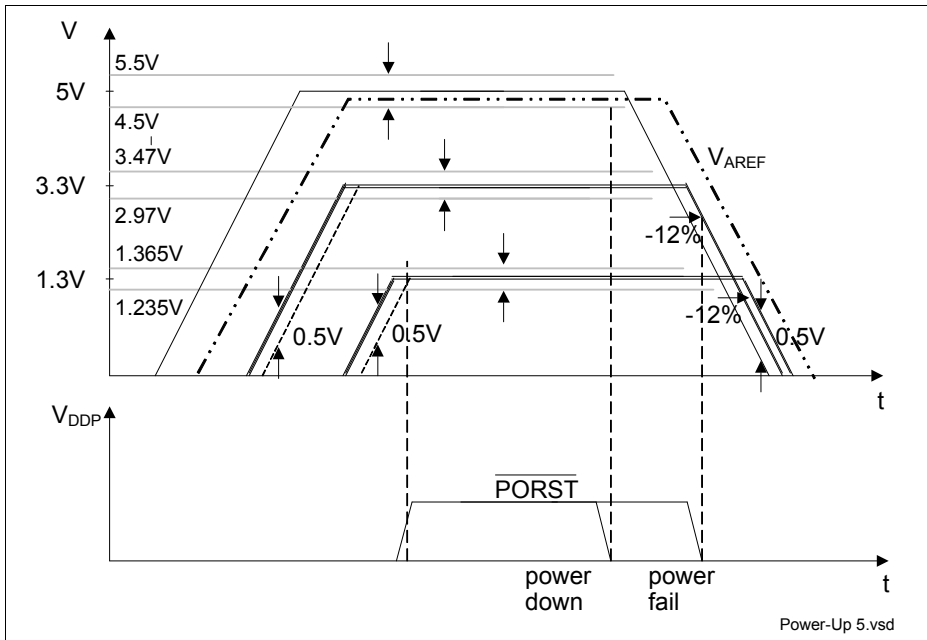 V
5.5V
5V
4.5V
3.47V
V_AREF
3.3V
2.97V
-12%
1.365V
1.3V
1.235V
-12%
0.5V
0.5V
0.5V
t
V_DDP
PORST
t
power down
power fail
Power-Up 5.vsd